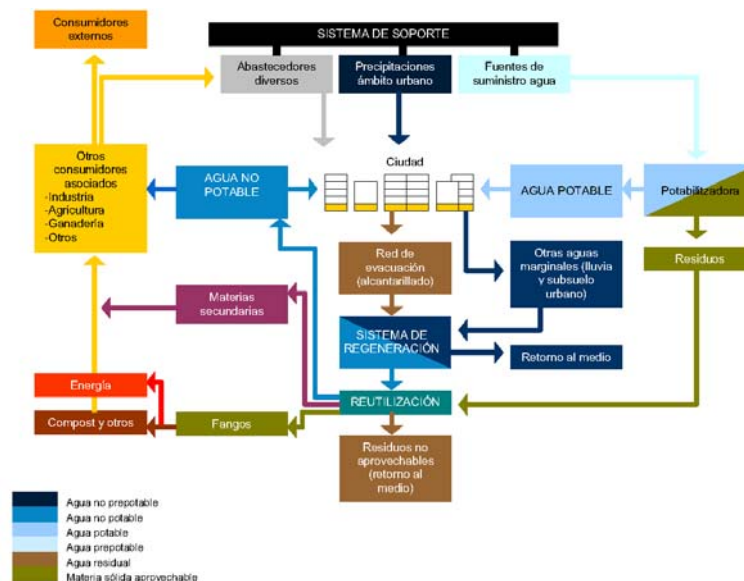 Consumidores
externos
SISTEMA DE SOPORTE
Abastecedores
diversos
Precipitaciones
ámbito urbano
Fuentes de
suministro agua
Otros
consumidores
asociados
-Industria
-Agricultura
-Ganadería
-Otros
AGUA NO
POTABLE
Ciudad
AGUA POTABLE
Potabilizadora
Red de
evacuación
(alcantarillado)
Otras aguas
marginales (lluvia
y subsuelo
urbano)
Residuos
Materias
secundarias
SISTEMA DE
REGENERACIÓN
Retorno al medio
Energía
REUTILIZACIÓN
Compost y otros
Fangos
Residuos no
aprovechables
(retorno al
medio)
Agua no prepotable
Agua no potable
Agua potable
Agua prepotable
Agua residual
Materia sólida aprovechable